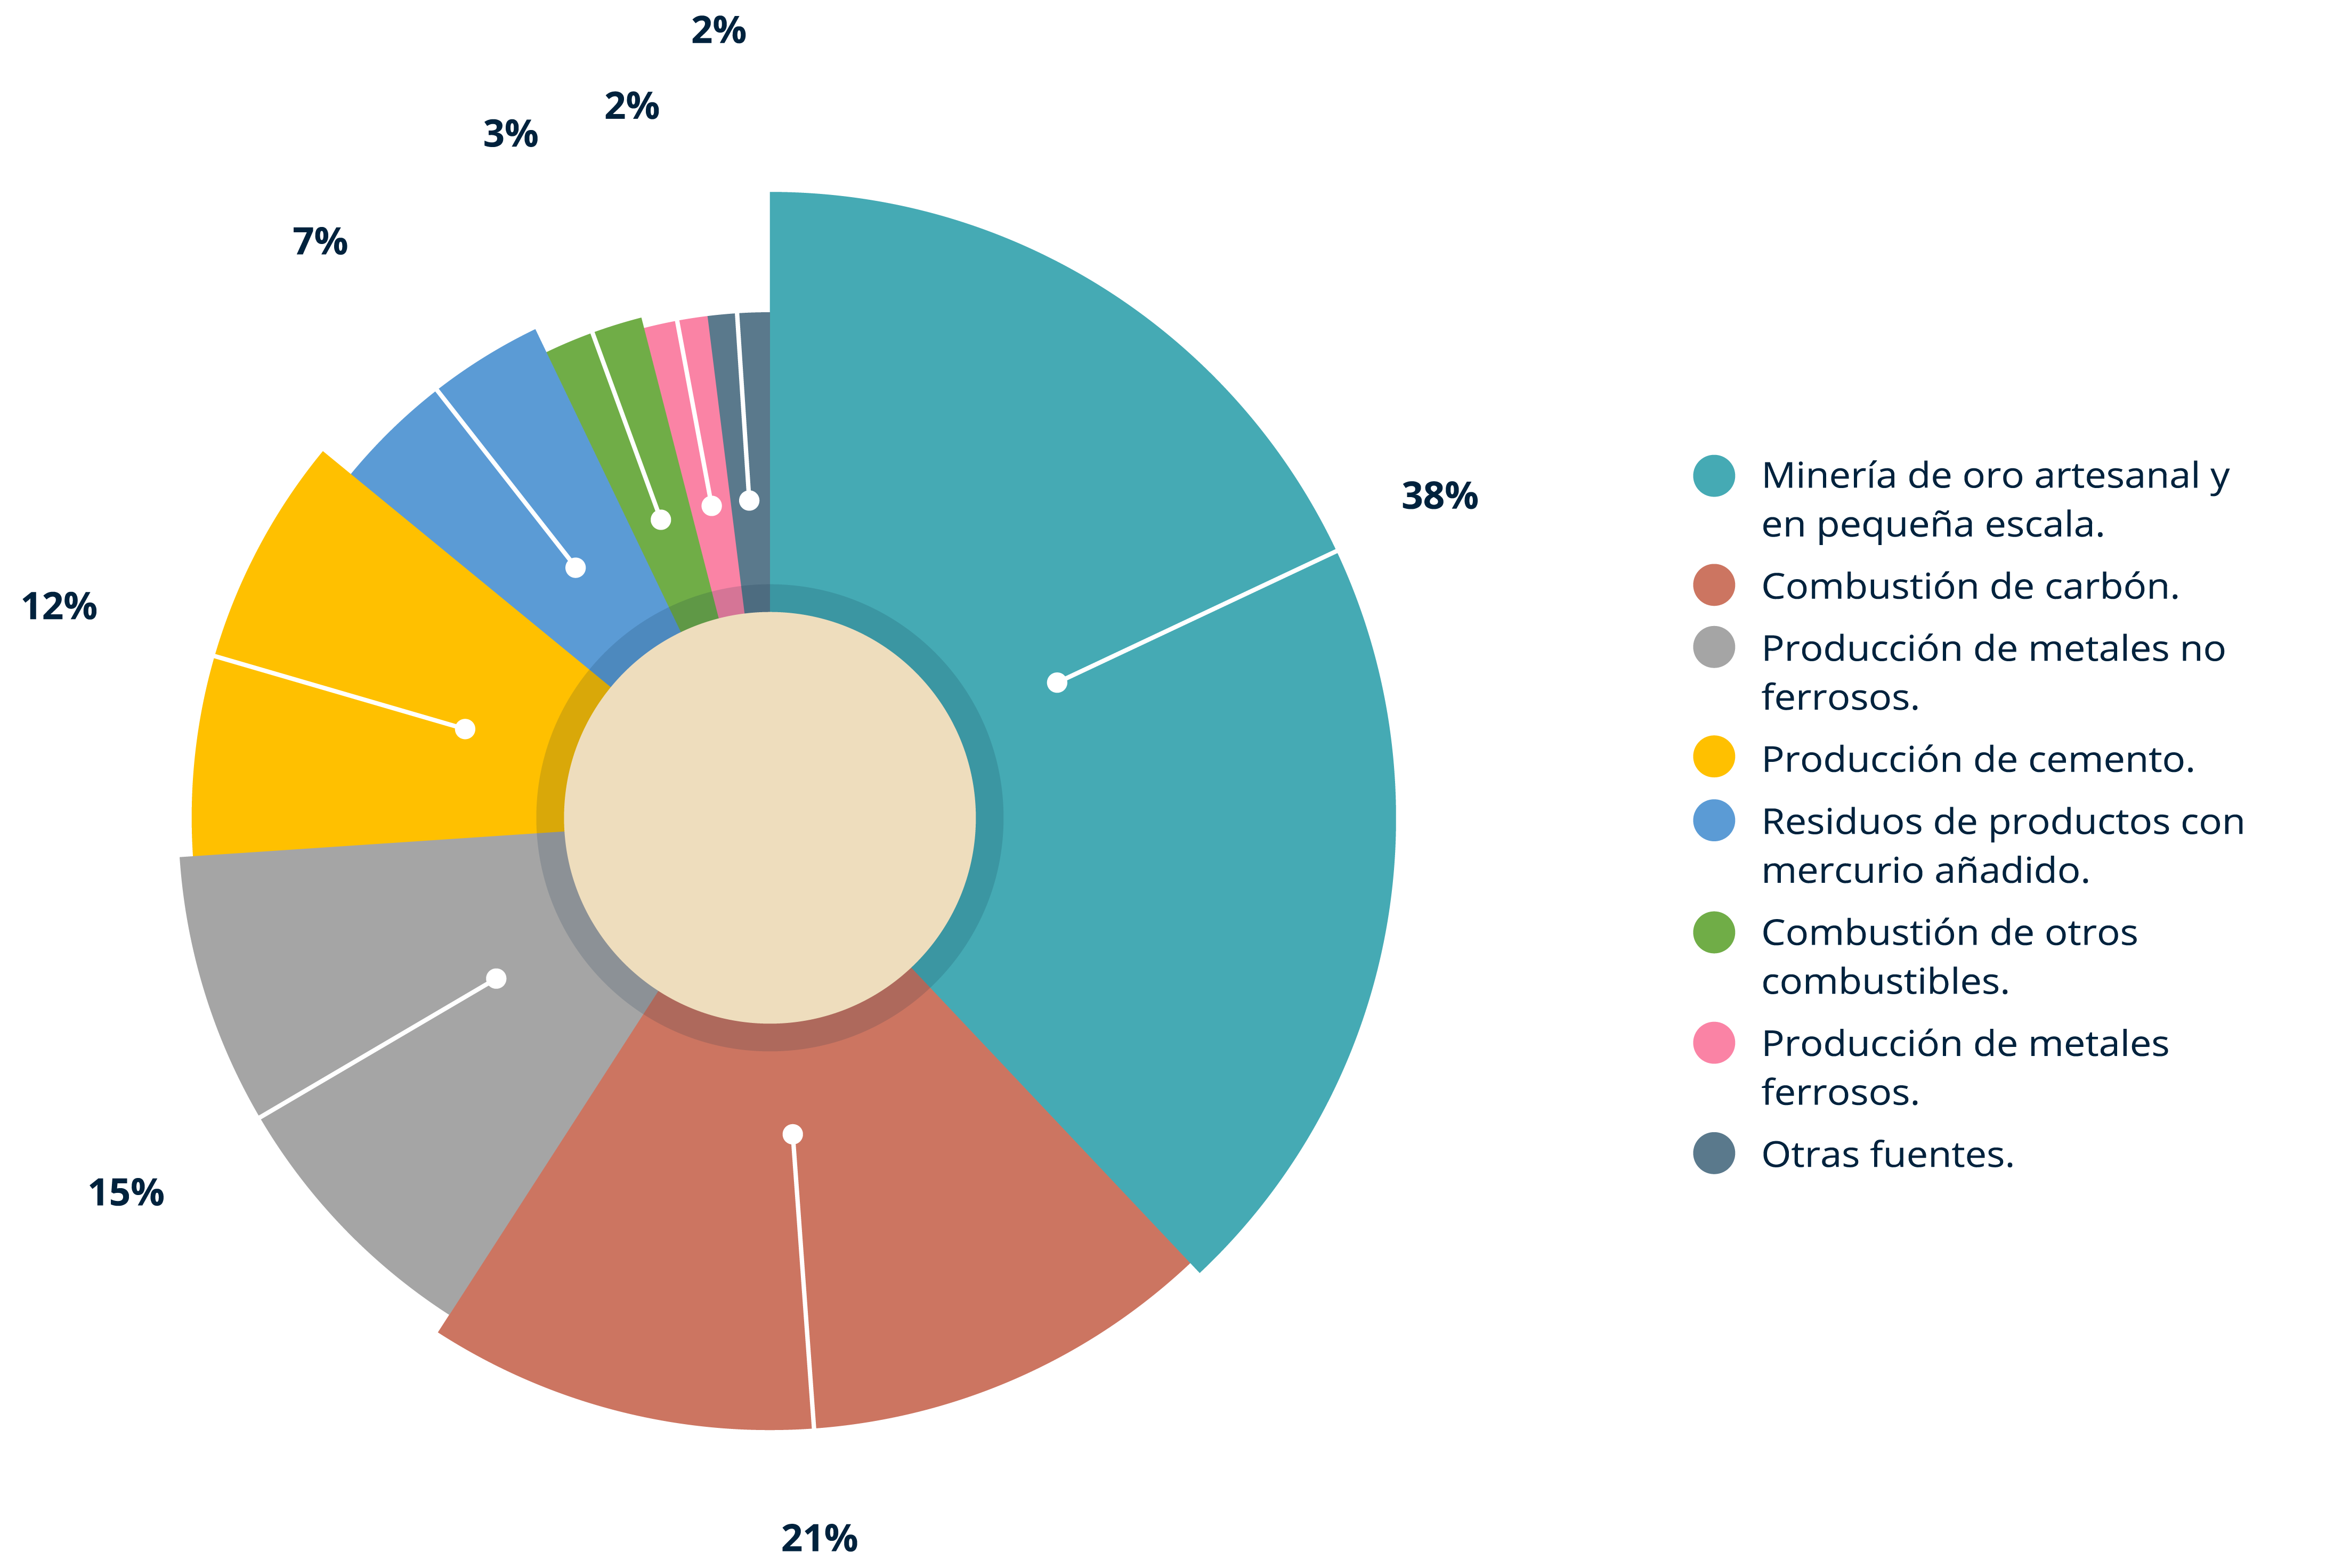 2%
2%
3%
7%
38%
12%
15%
21%
Minería de oro artesanal y
en pequeña escala.
Combustión de carbón.
Producción de metales no
ferrosos.
Producción de cemento.
Residuos de productos con
mercurio añadido.
Combustión de otros
combustibles.
Producción de metales
ferrosos.
Otras fuentes.